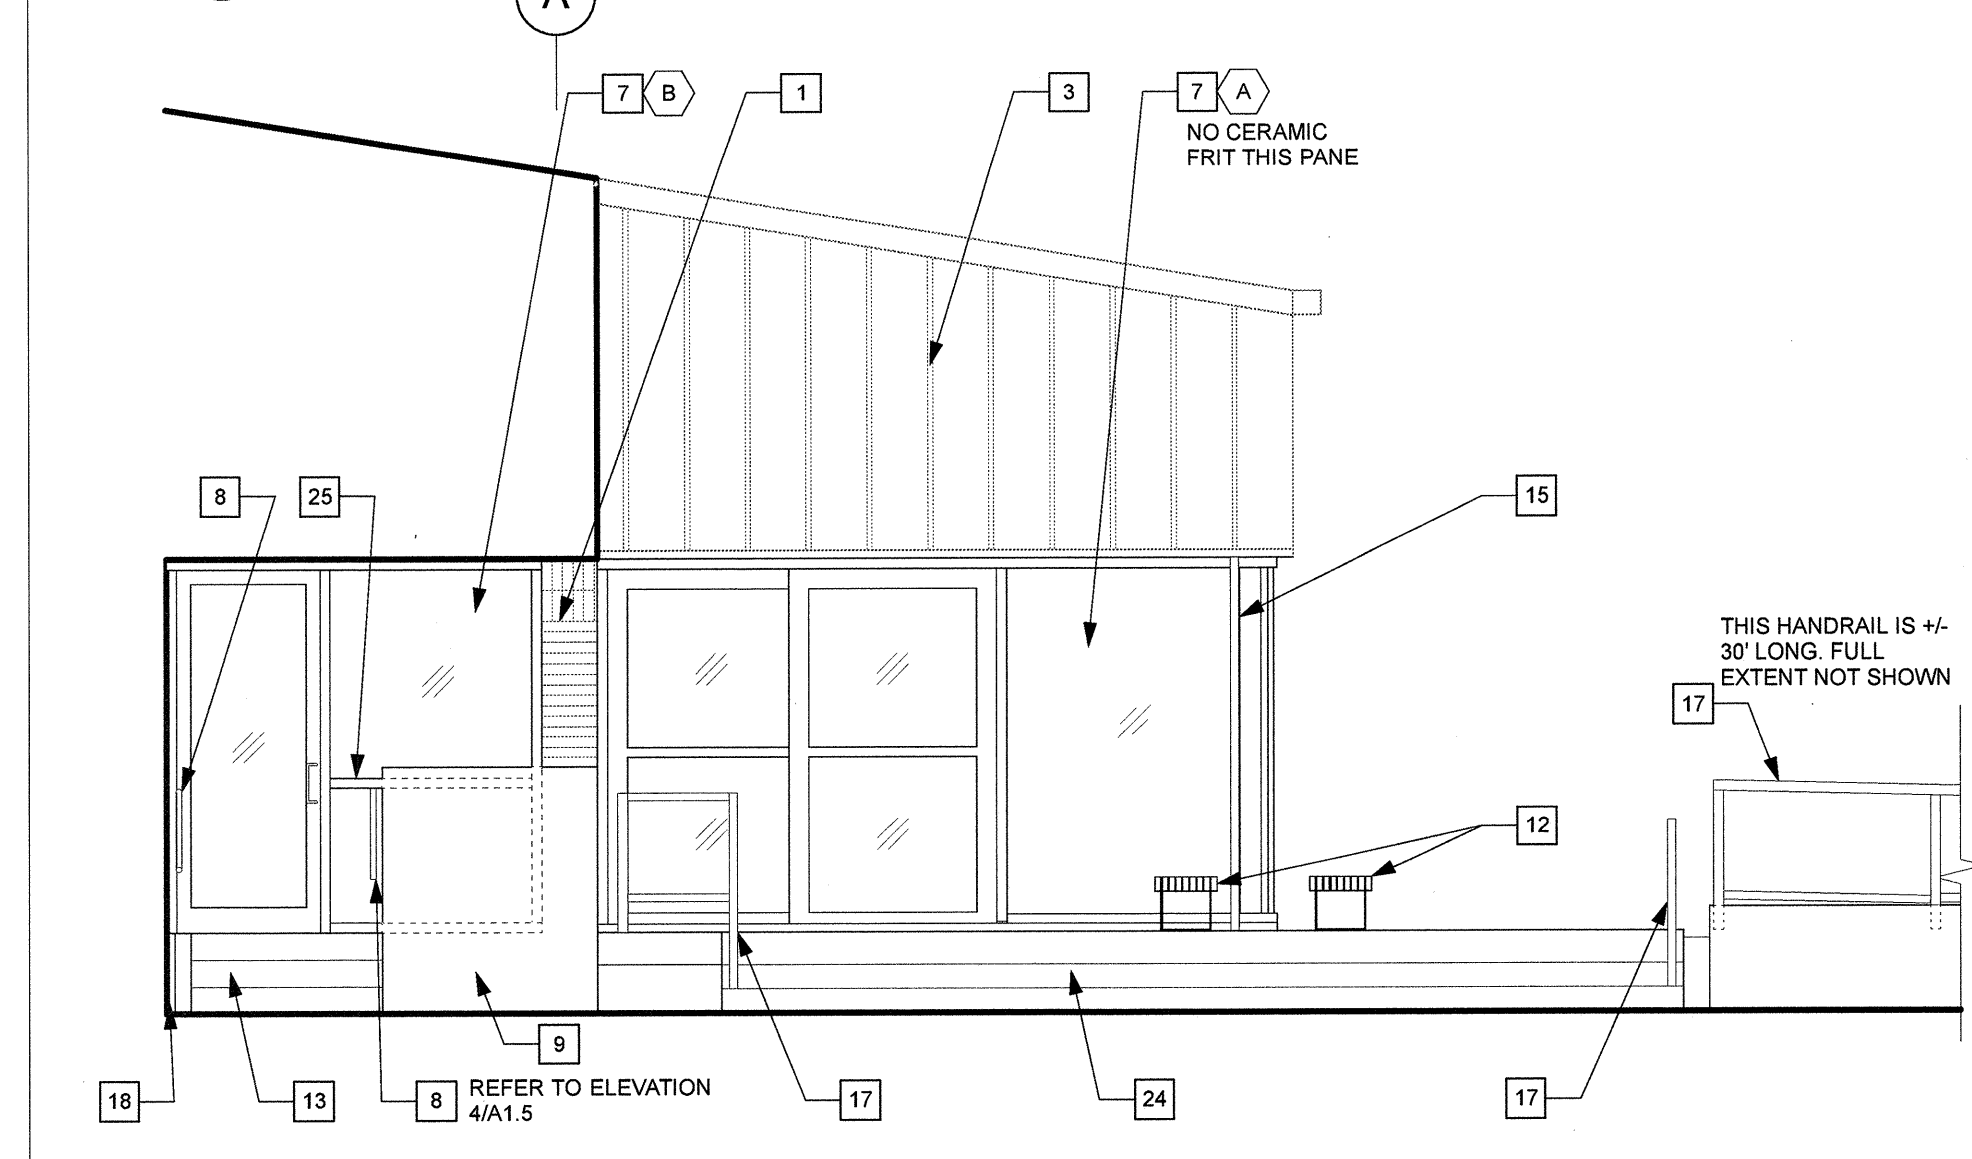 A
7 B
1
3
7 A
NO CERAMIC
FRIT THIS PANE
8
25
15
THIS HANDRAIL IS +/-
30' LONG. FULL
EXTENT NOT SHOWN
17
12
9
18
13
8
REFER TO ELEVATION
4/A1.5
17
24
17